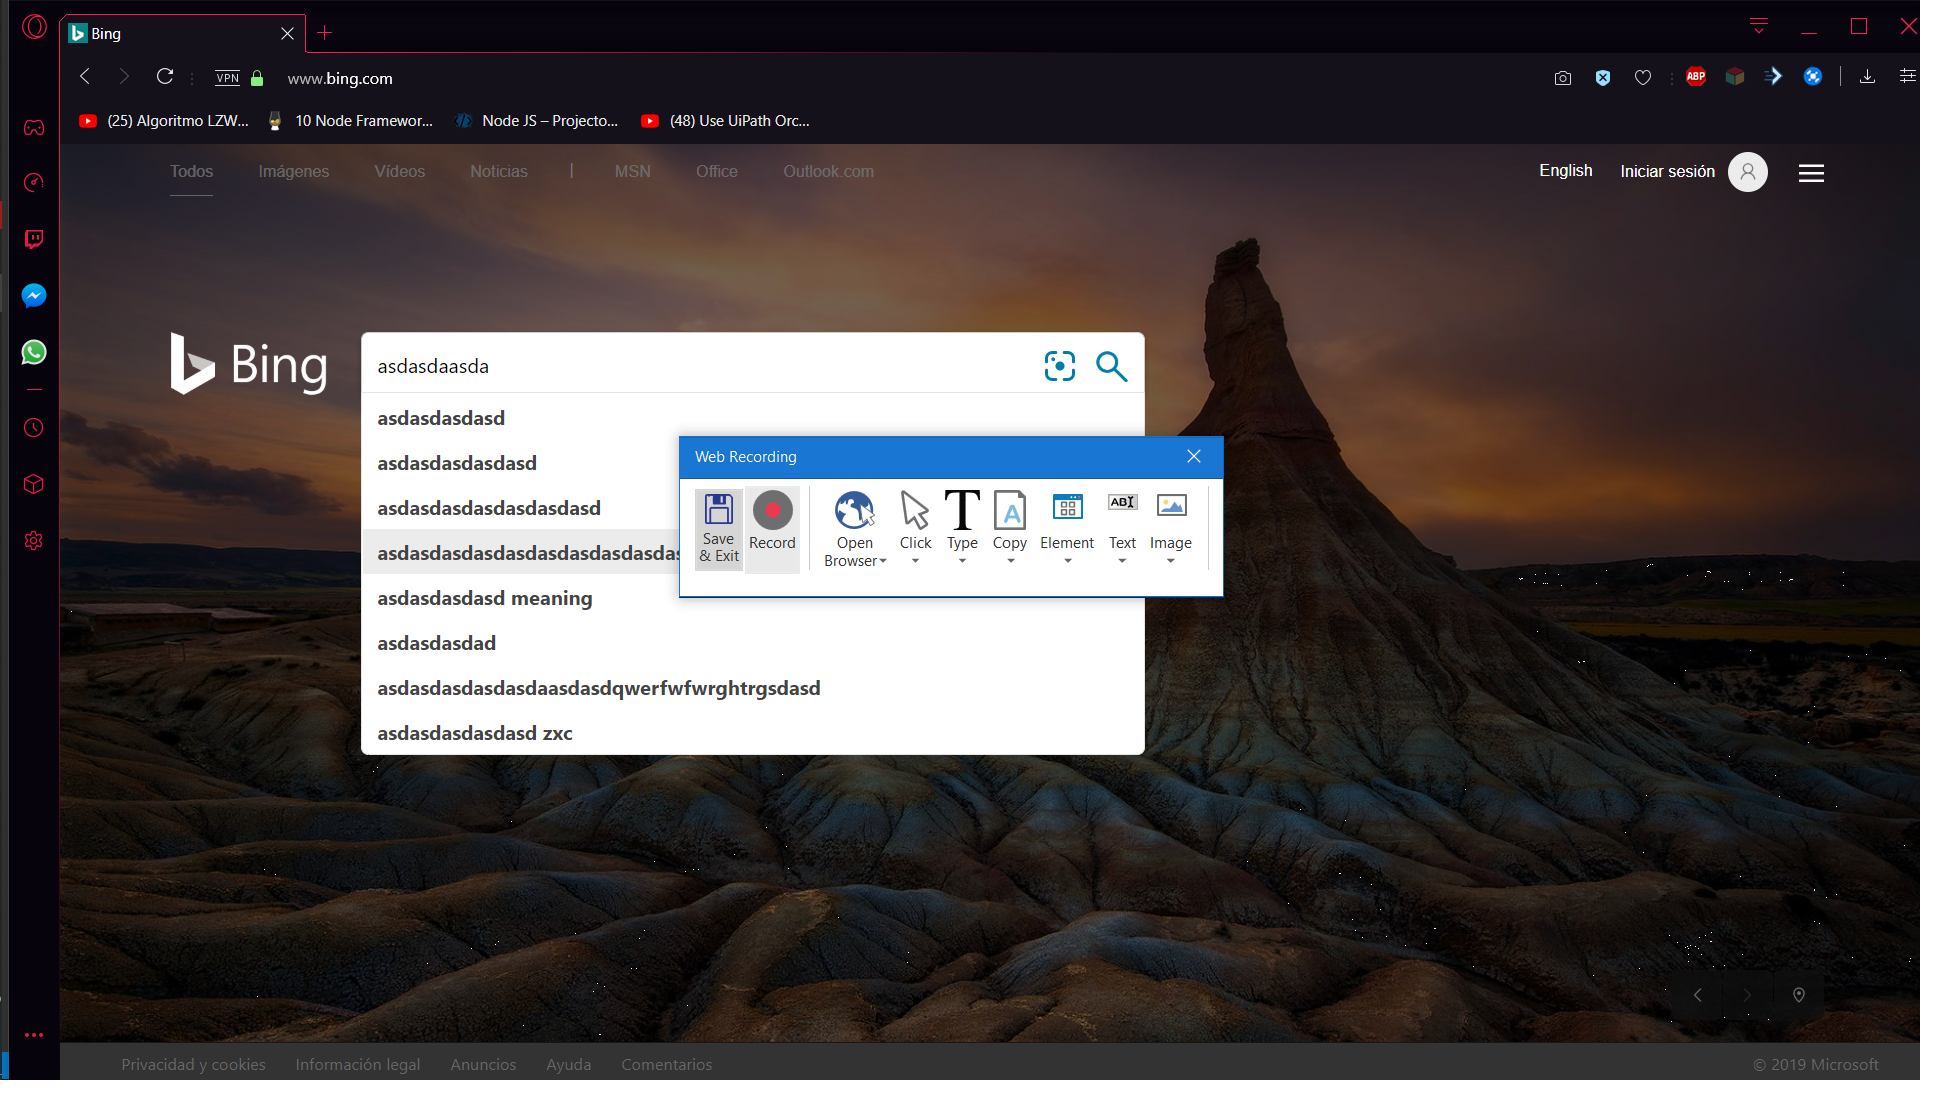 Bing
VPN
www.bing.com
ABP
(25) Algoritmo LZW...
10 Node Framewor...
Node JS – Projecto...
(48) Use UiPath Orc...
Todos Imágenes Vídeos Noticias | MSN Office Outlook.com
English Iniciar sesión
Bing
asdasdaasda
asdasdasdasd
asdasdasdasdasd
asdasdasdasdasdasdasd
asdasdasdasdasdasdasdasdasdas
asdasdasdasd meaning
asdasdasdad
asdasdasdasdasdaasdasdqwerfwfwrghtrgsdasd
asdasdasdasdasd zxc
Web Recording
Save & Exit
Record
Open Browser
Click
Type
Copy
Element
Text
Image
Privacidad y cookies Información legal Anuncios Ayuda Comentarios
© 2019 Microsoft